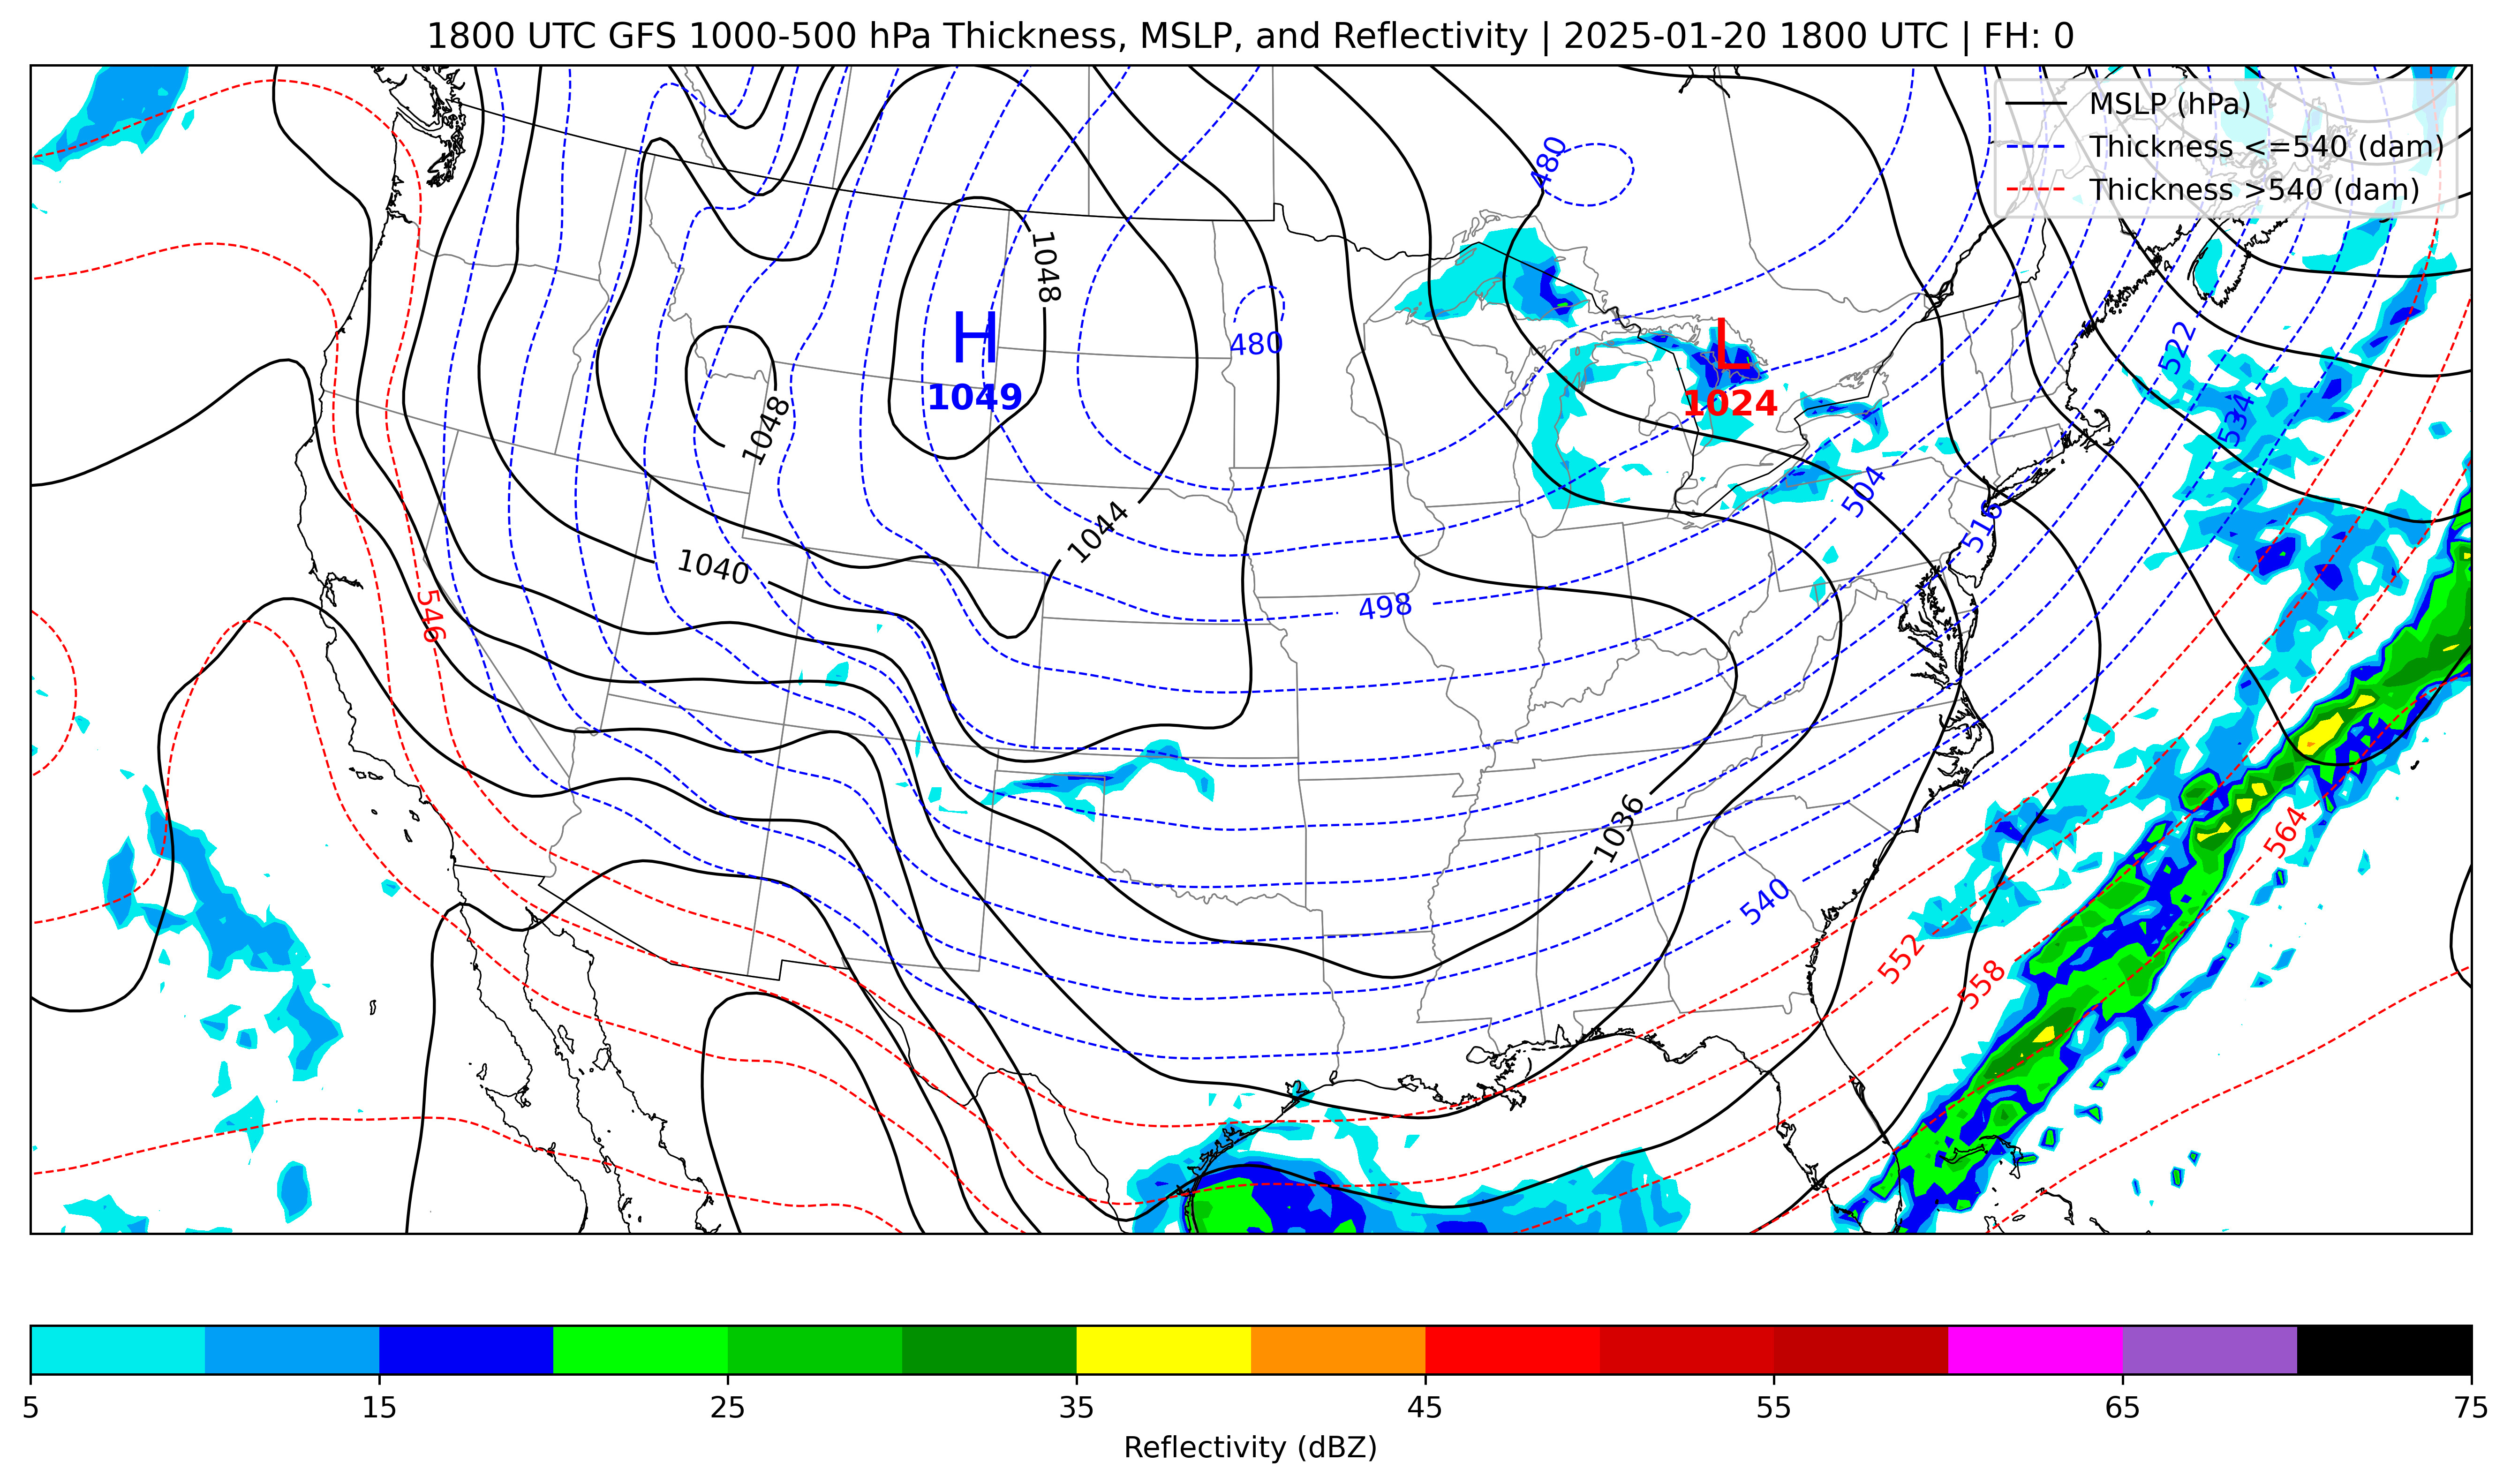 1800 UTC GFS 1000-500 hPa Thickness, MSLP, and Reflectivity | 2025-01-20 1800 UTC | FH: 0
MSLP (hPa)
Thickness <=540 (dam)
Thickness >540 (dam)
480
1048
H
1049
480
L
1024
522
534
1048
504
516
1044
1040
546
498
1036
564
540
552
558
5 15 25 35 45 55 65 75
Reflectivity (dBZ)